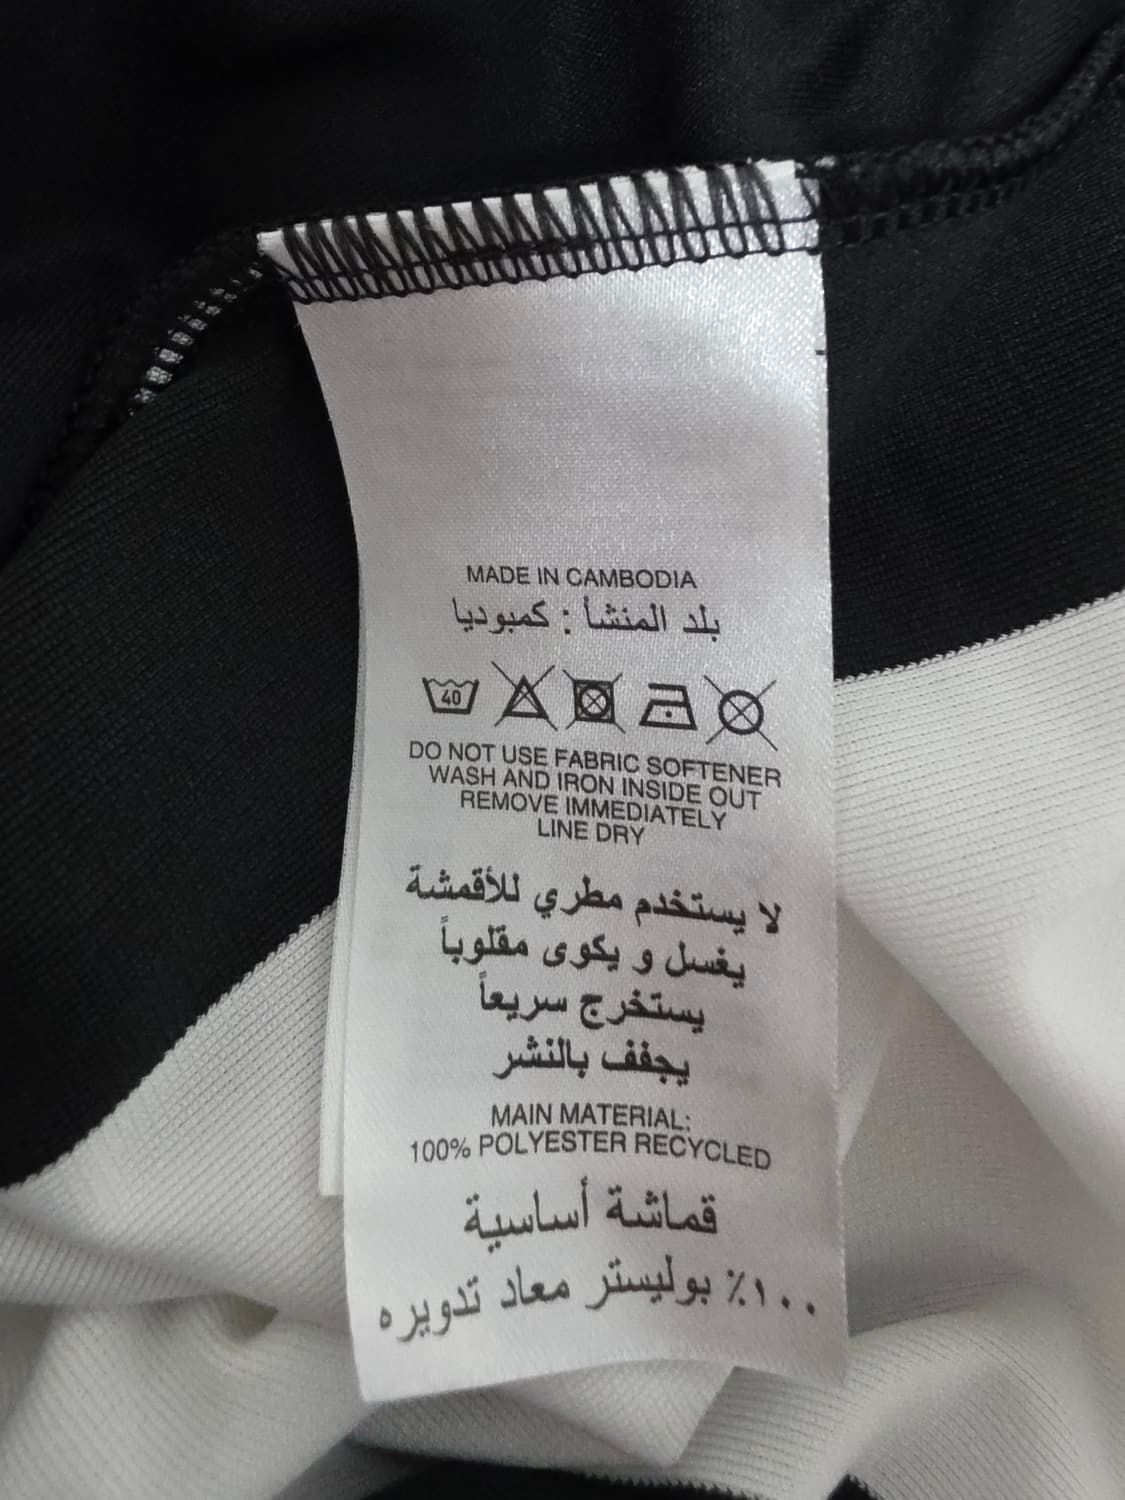 MADE IN CAMBODIA
بلد المنشأ : كمبوديا
40
DO NOT USE FABRIC SOFTENER
WASH AND IRON INSIDE OUT
REMOVE IMMEDIATELY
LINE DRY
لا يستخدم مطري للأقمشة
يغسل و يكوى مقلوباً
يستخرج سريعاً
يجفف بالنشر
MAIN MATERIAL:
100% POLYESTER RECYCLED
قماشة أساسية
١٠٠٪ بوليستر معاد تدويره